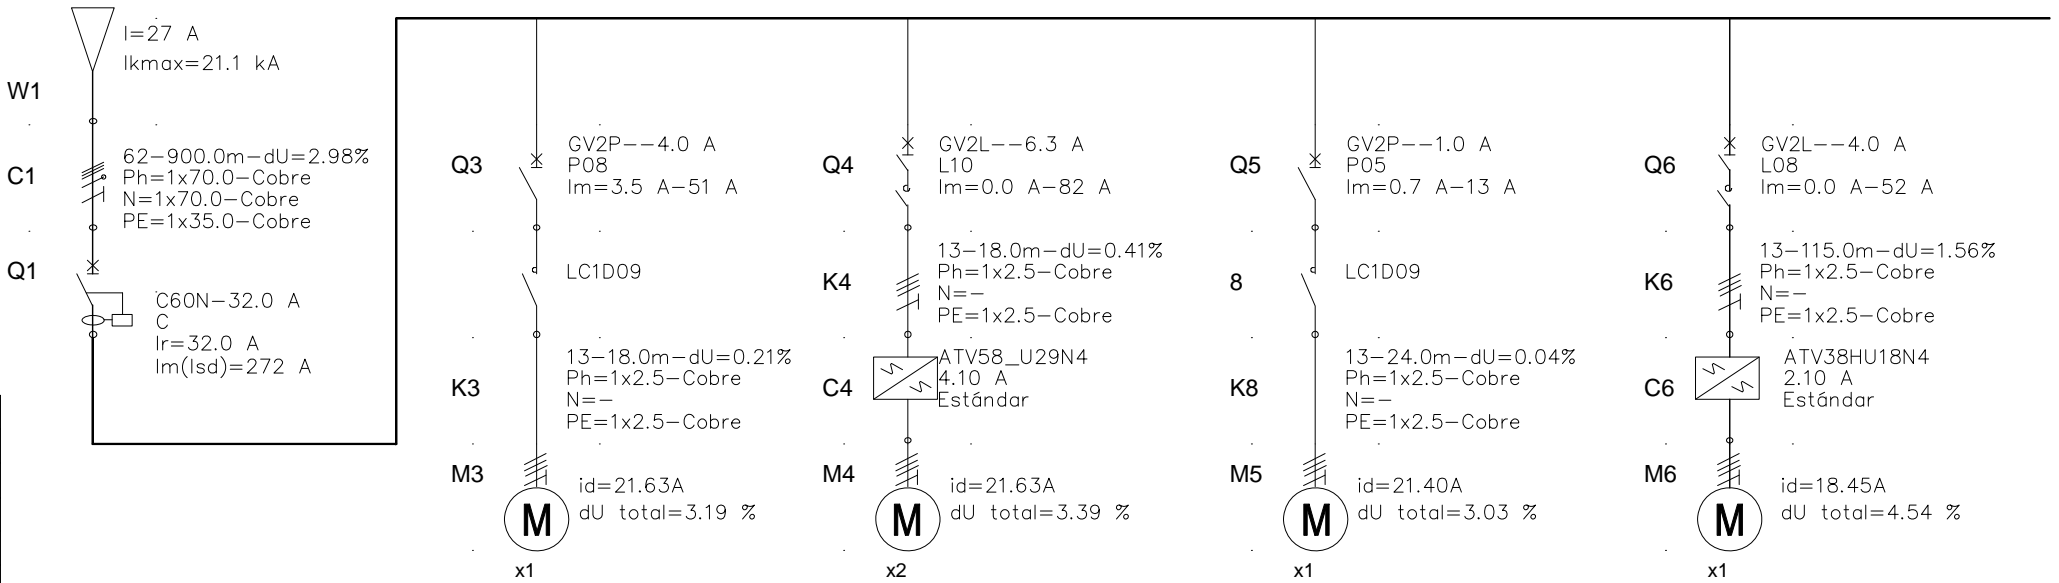 I=27 A
Ikmax=21.1 kA
W1
C1
62-900.0m-dU=2.98%
Ph=1x70.0-Cobre
N=1x70.0-Cobre
PE=1x35.0-Cobre
Q1
C60N-32.0 A
C
Ir=32.0 A
Im(Isd)=272 A
Q3
GV2P--4.0 A
P08
Im=3.5 A-51 A
LC1D09
K3
13-18.0m-dU=0.21%
Ph=1x2.5-Cobre
N=-
PE=1x2.5-Cobre
M3
id=21.63A
dU total=3.19 %
M
x1
Q4
GV2L--6.3 A
L10
Im=0.0 A-82 A
K4
13-18.0m-dU=0.41%
Ph=1x2.5-Cobre
N=-
PE=1x2.5-Cobre
C4
ATV58_U29N4
4.10 A
Estándar
M4
id=21.63A
dU total=3.39 %
M
x2
Q5
GV2P--1.0 A
P05
Im=0.7 A-13 A
8
LC1D09
K8
13-24.0m-dU=0.04%
Ph=1x2.5-Cobre
N=-
PE=1x2.5-Cobre
M5
id=21.40A
dU total=3.03 %
M
x1
Q6
GV2L--4.0 A
L08
Im=0.0 A-52 A
K6
13-115.0m-dU=1.56%
Ph=1x2.5-Cobre
N=-
PE=1x2.5-Cobre
C6
ATV38HU18N4
2.10 A
Estándar
M6
id=18.45A
dU total=4.54 %
M
x1